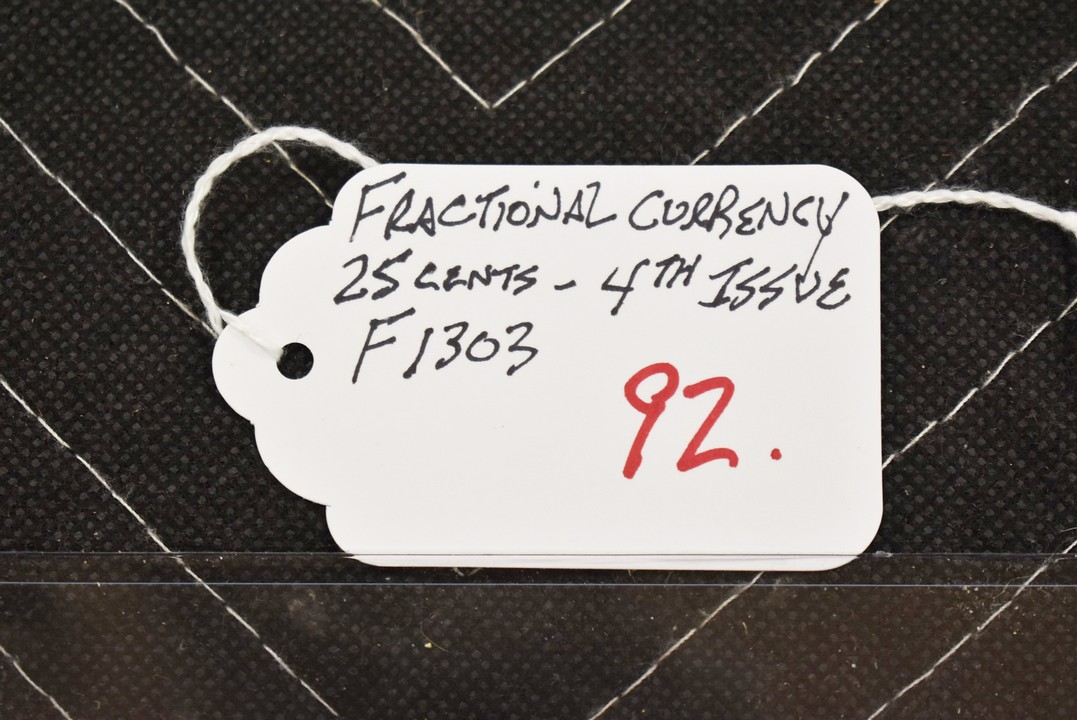 FRACTIONAL CURRENCY
25 CENTS - 4TH ISSUE
F1303
92.